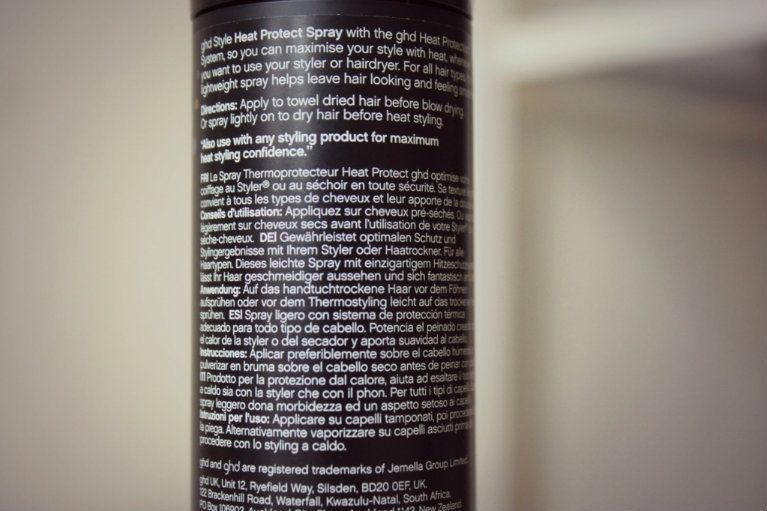 ghd Style Heat Protect Spray with the ghd Heat Protect
System, so you can maximise your style with heat,
you want to use your styler or hairdryer. For all hair types,
lightweight spray helps leave hair looking and feeling
Directions: Apply to towel dried hair before blow drying.
Or spray lightly on to dry hair before heat styling.
"Also use with any styling product for maximum
heat styling confidence."
FR| Le Spray Thermoprotecteur Heat Protect ghd optimise
coiffage au Styler® ou au séchoir en toute sécurité. Sa
convient à tous les types de cheveux et leur apporte de la
Conseils d'utilisation: Appliquez sur cheveux pré-séchés.
légèrement sur cheveux secs avant l'utilisation de votre Styler®
sèche-cheveux. DE| Gewährleistet optimalen Schutz und
Stylingergebnisse mit Ihrem Styler oder Haartrockner. Für alle
Haartypen. Dieses leichte Spray mit einzigartigem
lässt Ihr Haar geschmeidiger aussehen und sich fantastisch
Anwendung: Auf das handtuchtrockene Haar vor dem Föhnen
aufsprühen oder vor dem Thermostyling leicht auf das
sprühen. ES| Spray ligero con sistema de protección térmica
adecuado para todo tipo de cabello. Potencia el peinado
el calor de la styler o del secador y aporta suavidad al cabello.
Instrucciones: Aplicar preferiblemente sobre el cabello
pulverizar en bruma sobre el cabello seco antes de peinar
IT| Prodotto per la protezione dal calore, aiuta ad esaltare il
a caldo sia con la styler che con il phon. Per tutti i tipi di
spray leggero dona morbidezza ed un aspetto setoso ai
Istruzioni per l'uso: Applicare su capelli tamponati, poi
la piega. Alternativamente vaporizzare su capelli asciutti prima
procedere con lo styling a caldo.
ghd and ghd are registered trademarks of Jemella Group Limited.
ghd UK, Unit 12, Ryefield Way, Silsden, BD20 0EF, UK.
122 Brackenhill Road, Waterfall, Kwazulu-Natal, South Africa.
PO Box 106903, 1143, New Zealand